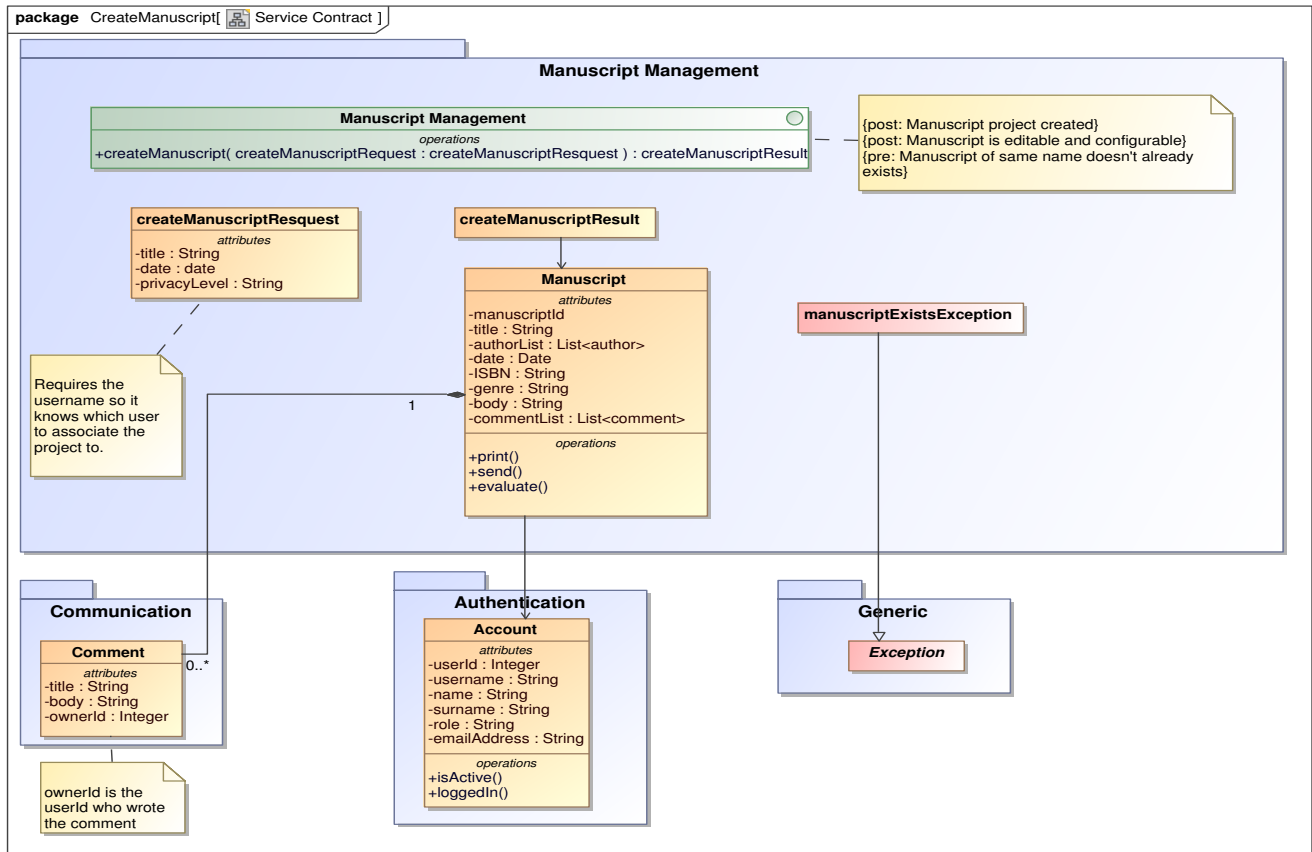 package CreateManuscript[ Service Contract ]
Manuscript Management
Manuscript Management
operations
+createManuscript( createManuscriptRequest : createManuscriptResquest ) : createManuscriptResult
{post: Manuscript project created}
{post: Manuscript is editable and configurable}
{pre: Manuscript of same name doesn't already
exists}
createManuscriptResquest
attributes
-title : String
-date : date
-privacyLevel : String
createManuscriptResult
Manuscript
attributes
-manuscriptId
-title : String
-authorList : List<author>
-date : Date
-ISBN : String
-genre : String
-body : String
-commentList : List<comment>
operations
+print()
+send()
+evaluate()
manuscriptExistsException
Requires the
username so it
knows which user
to associate the
project to.
1
Communication
Comment
attributes
-title : String
-body : String
-ownerId : Integer
0..*
ownerId is the
userId who wrote
the comment
Authentication
Account
attributes
-userId : Integer
-username : String
-name : String
-surname : String
-role : String
-emailAddress : String
operations
+isActive()
+loggedIn()
Generic
Exception